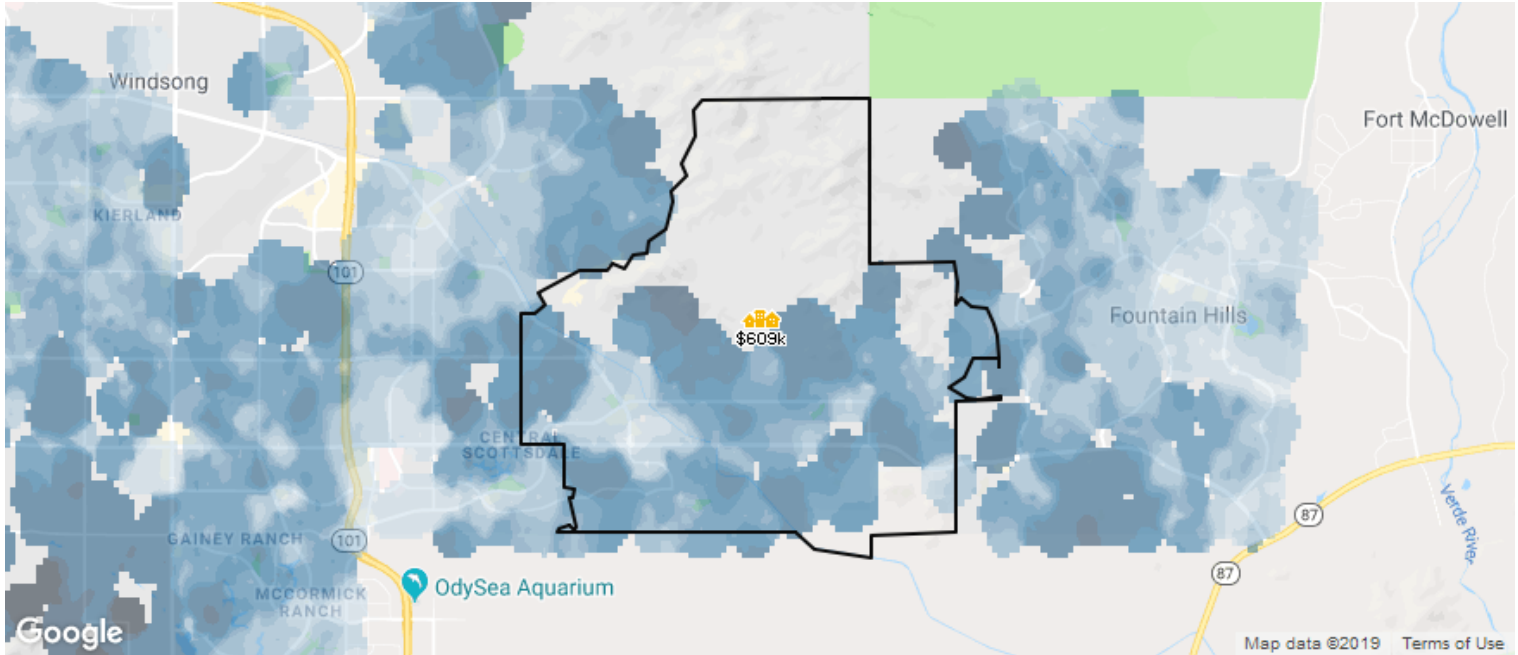 Windsong
Fort McDowell
KIERLAND
101
Fountain Hills
$609k
CENTRAL
SCOTTSDALE
87
Verde River
GAINEY RANCH
101
87
MCCORMICK
RANCH
OdySea Aquarium
Google
Map data ©2019
Terms of Use